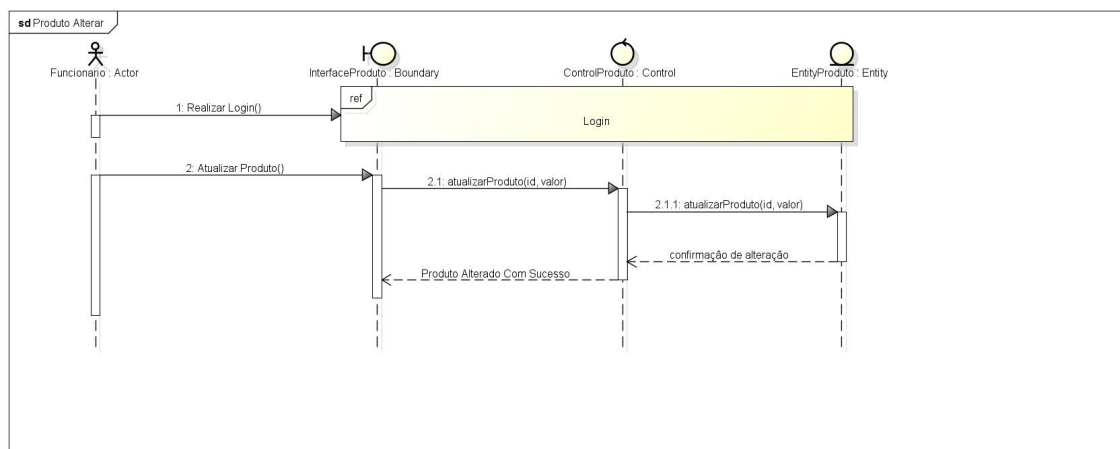 sd Produto Alterar
Funcionario : Actor
InterfaceProduto : Boundary
ControlProduto : Control
EntityProduto : Entity
ref
1: Realizar Login()
Login
2: Atualizar Produto()
2.1: atualizarProduto(id, valor)
2.1.1: atualizarProduto(id, valor)
confirmação de alteração
Produto Alterado Com Sucesso